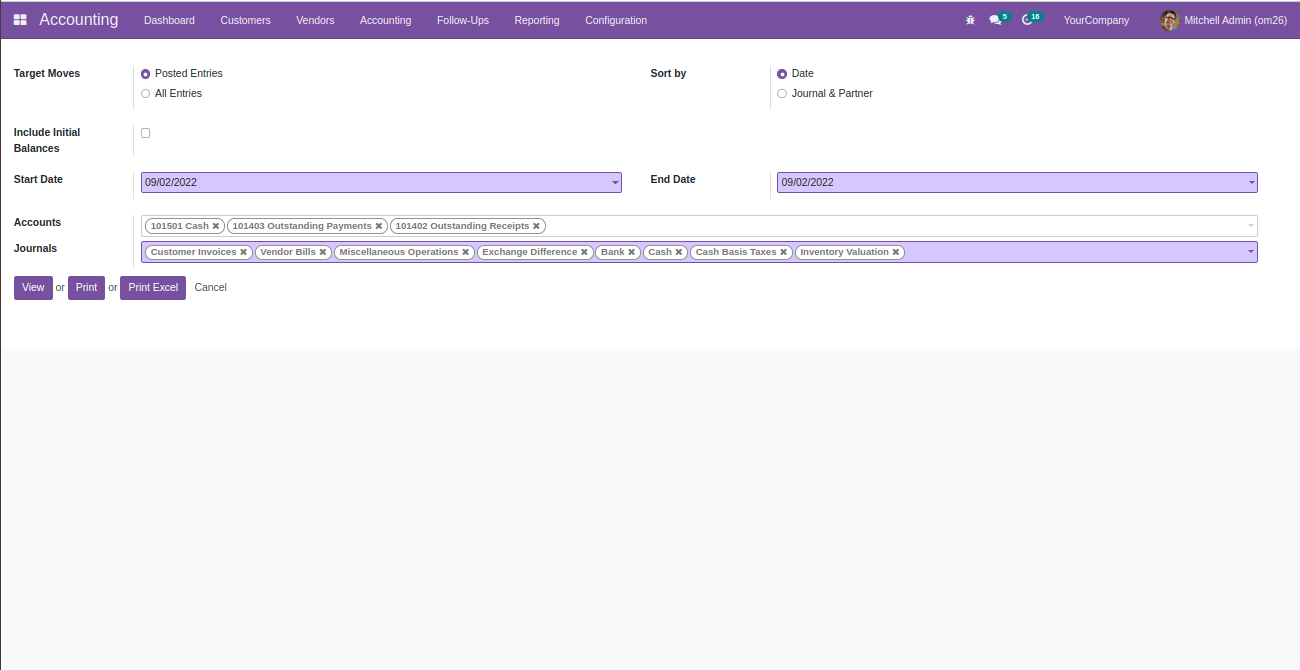 Accounting Dashboard Customers Vendors Accounting Follow-Ups Reporting Configuration 5 16 YourCompany Mitchell Admin (om26)
Target Moves Posted Entries Sort by Date
All Entries Journal & Partner
Include Initial
Balances
Start Date 09/02/2022 End Date 09/02/2022
Accounts 101501 Cash ✖ 101403 Outstanding Payments ✖ 101402 Outstanding Receipts ✖
Journals Customer Invoices ✖ Vendor Bills ✖ Miscellaneous Operations ✖ Exchange Difference ✖ Bank ✖ Cash ✖ Cash Basis Taxes ✖ Inventory Valuation ✖
View or Print or Print Excel Cancel